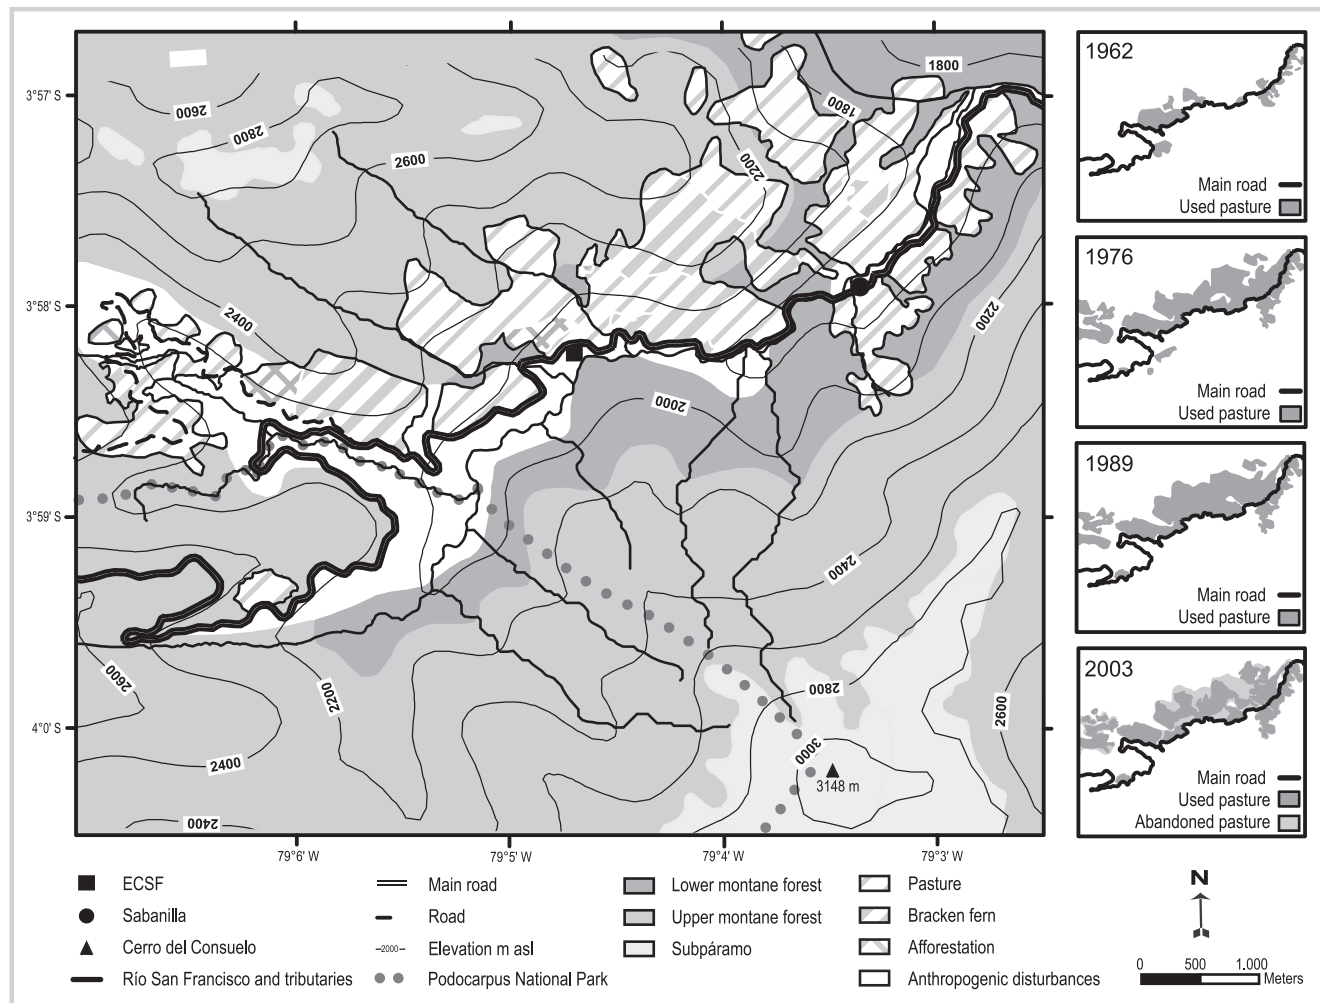 1800
1962
3°57' S
2600
2800
1800
2600
2200
Main road
Used pasture
1976
3°58' S
2400
2200
Main road
Used pasture
2000
1989
3°59' S
2400
Main road
Used pasture
2600
2200
2800
2600
2003
4°0' S
3000
2400
3148 m
Main road
Used pasture
Abandoned pasture
2400
79°6' W
79°5' W
79°4' W
79°3' W
ECSF
Main road
Lower montane forest
Pasture
N
Sabanilla
Road
Upper montane forest
Bracken fern
Cerro del Consuelo
2000
Elevation m asl
Subpáramo
Afforestation
Río San Francisco and tributaries
Podocarpus National Park
Anthropogenic disturbances
0 500 1.000
Meters